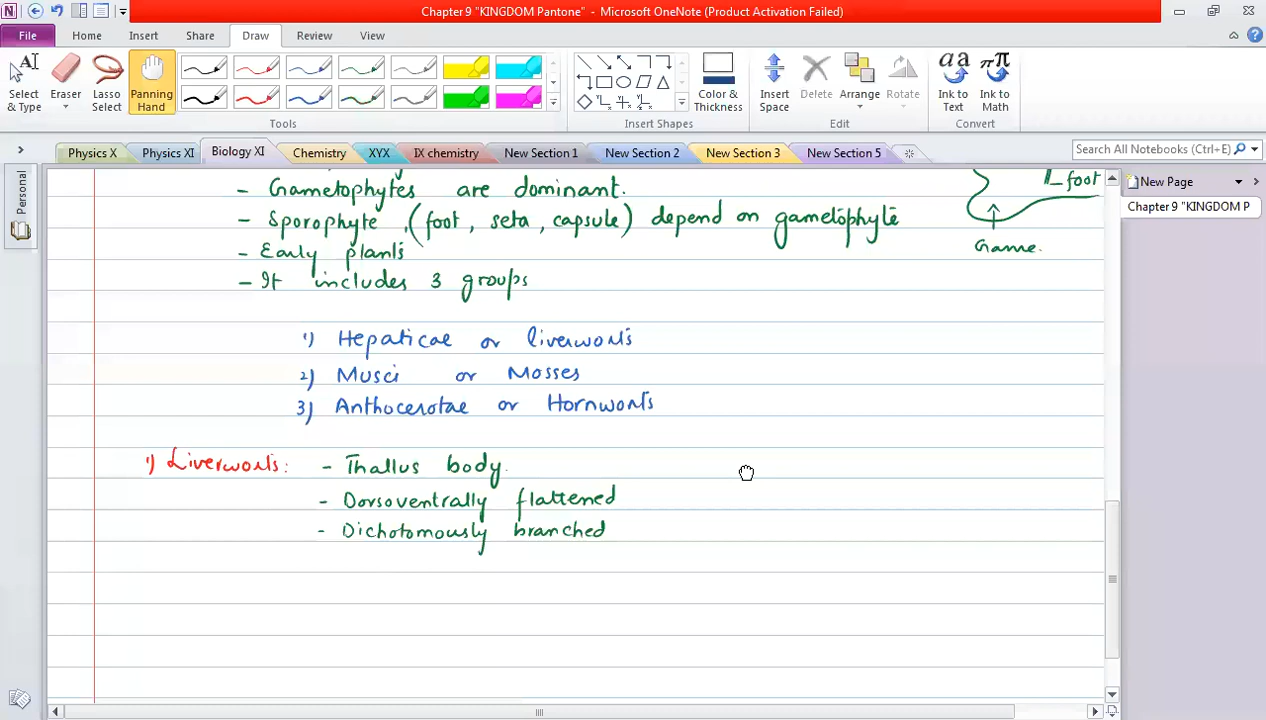 Chapter 9 "KINGDOM Pantone" - Microsoft OneNote (Product Activation Failed)
File Home Insert Share Draw Review View
Select & Type
Eraser
Lasso Select
Panning Hand
Color & Thickness
Insert Space
Delete
Arrange
Rotate
Ink to Text
Ink to Math
Tools Insert Shapes Edit Convert
Physics X Physics XI Biology XI Chemistry XYX IX chemistry New Section 1 New Section 2 New Section 3 New Section 5 Search All Notebooks (Ctrl+E)
Personal
New Page
Chapter 9 "KINGDOM P
- Gametophytes are dominant.
foot
- Sporophyte (foot, seta, capsule) depend on gametophyte
Game.
- Early plants
- It includes 3 groups
1) Hepaticae or liverworts
2) Musci or Mosses
3) Anthocerotae or Hornworts
1) Liverworts: - Thallus body.
- Dorsoventrally flattened
- Dichotomously branched